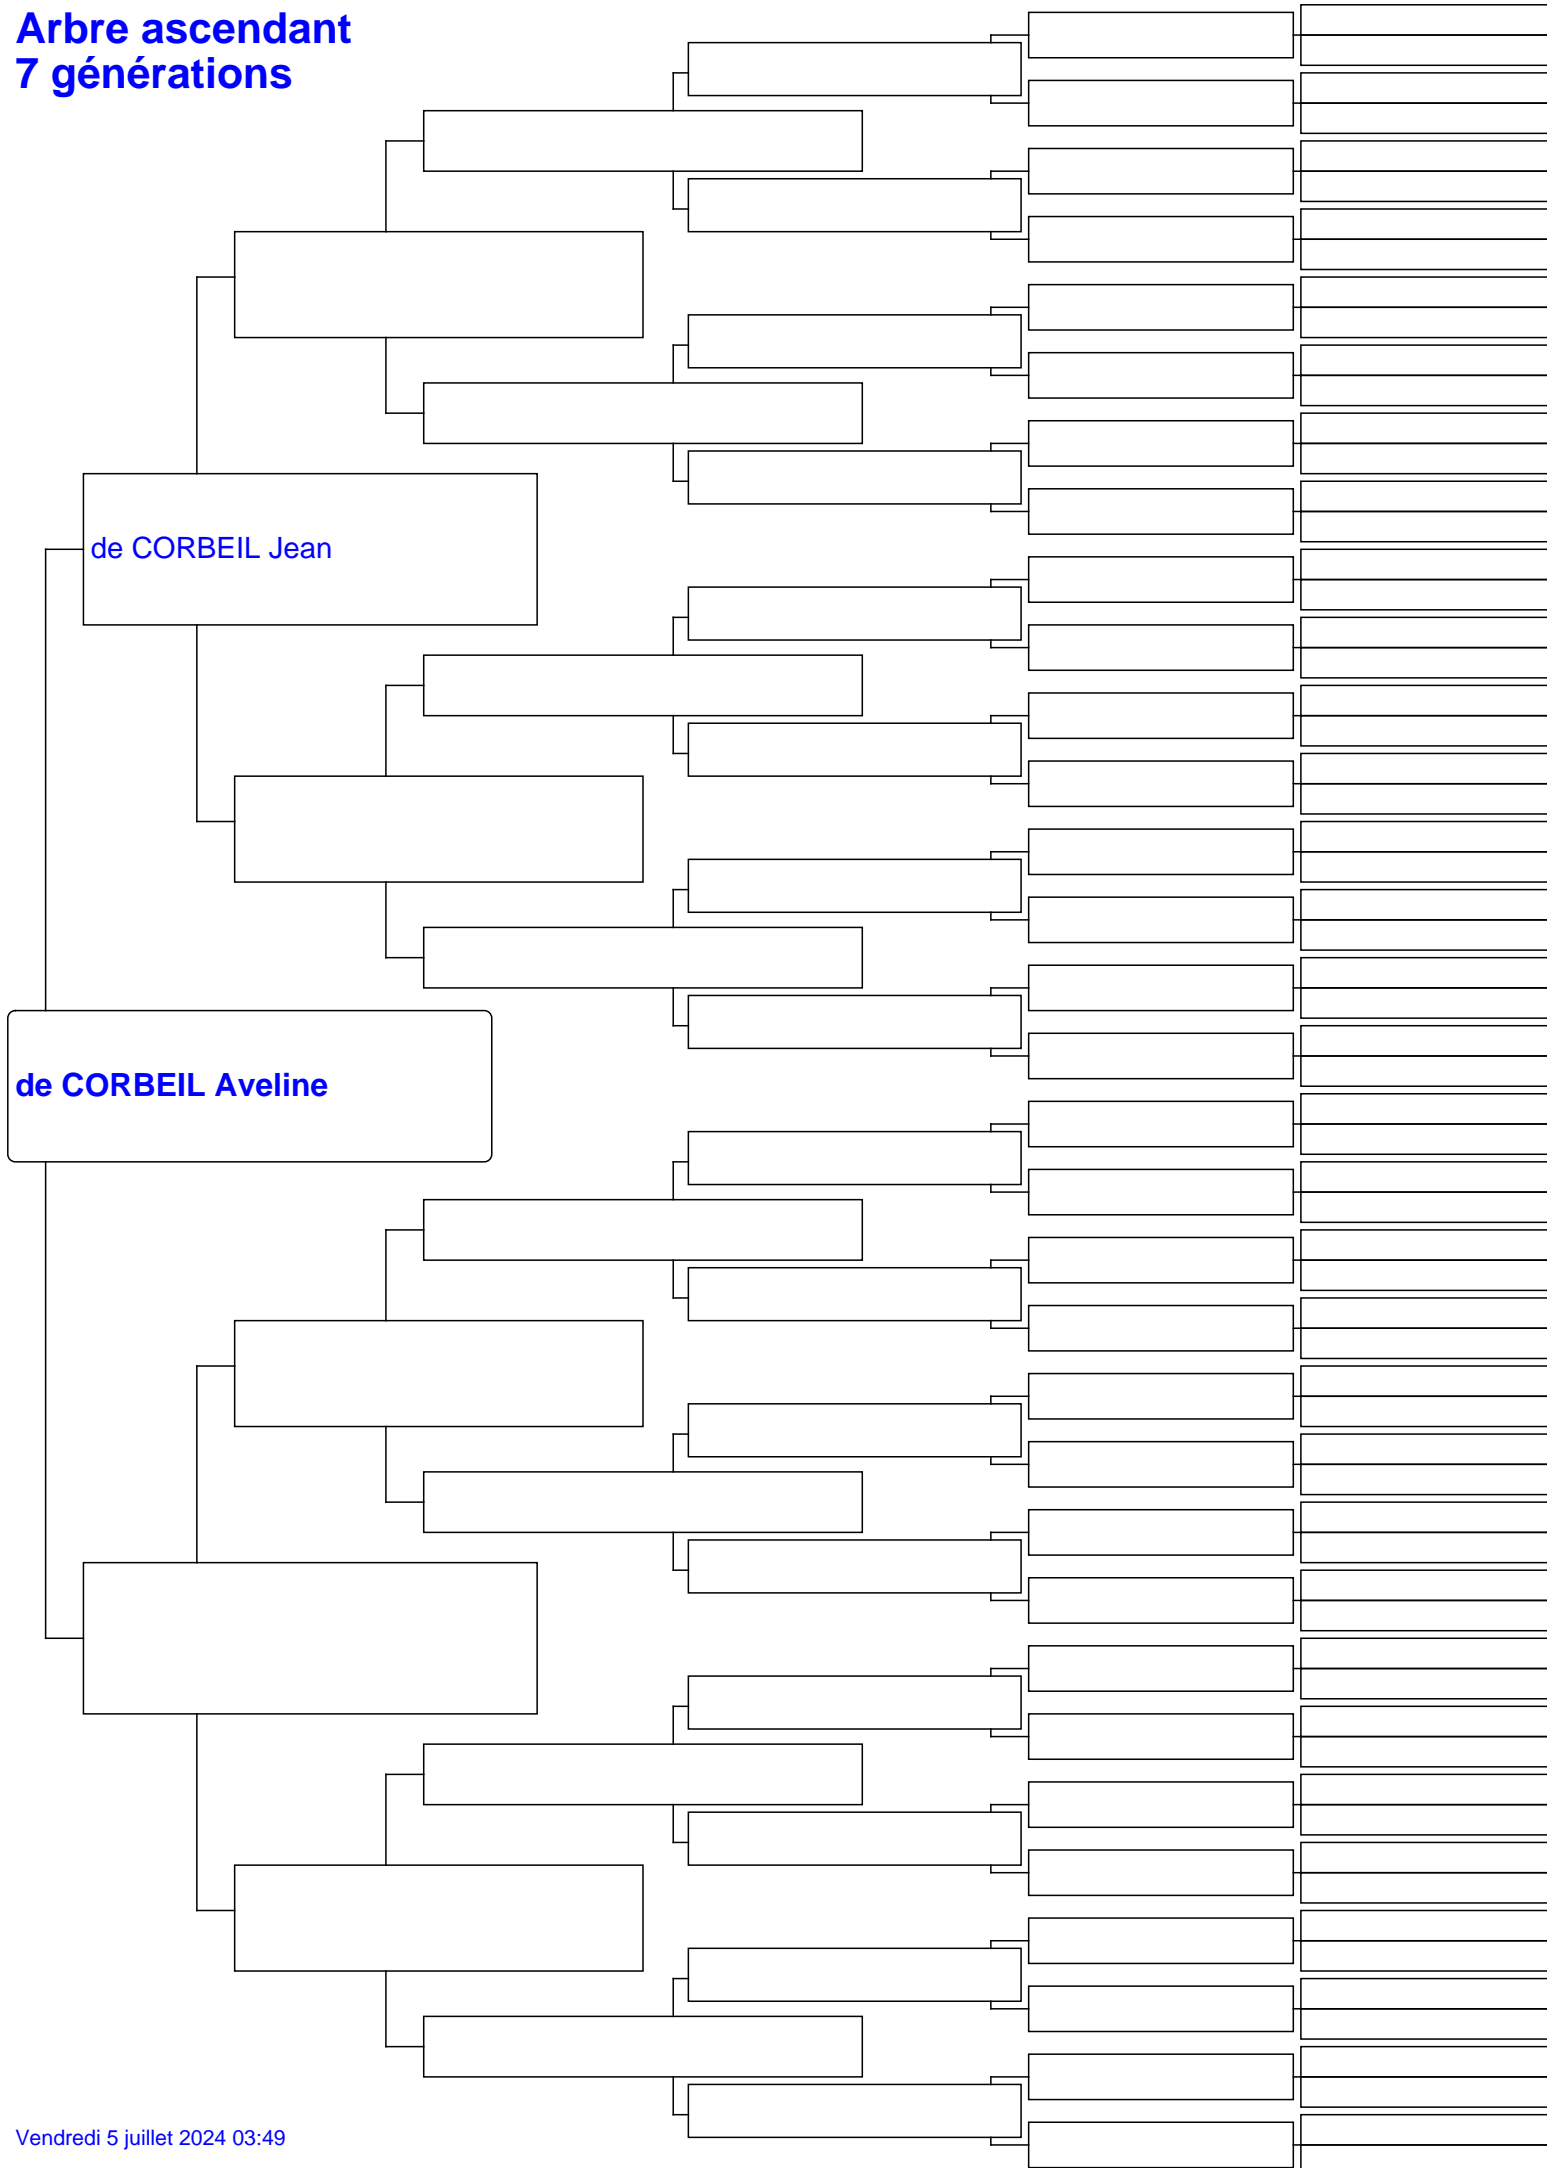 Arbre ascendant
7 générations
de CORBEIL Jean
de CORBEIL Aveline
Vendredi 5 juillet 2024 03:49